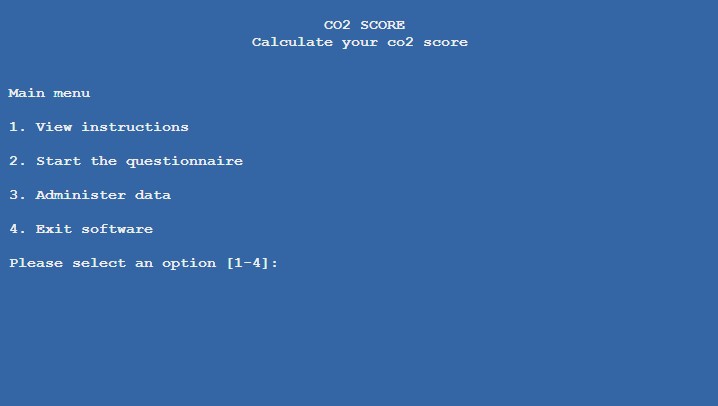 CO2 SCORE
Calculate your co2 score
Main menu
1. View instructions
2. Start the questionnaire
3. Administer data
4. Exit software
Please select an option [1-4]: